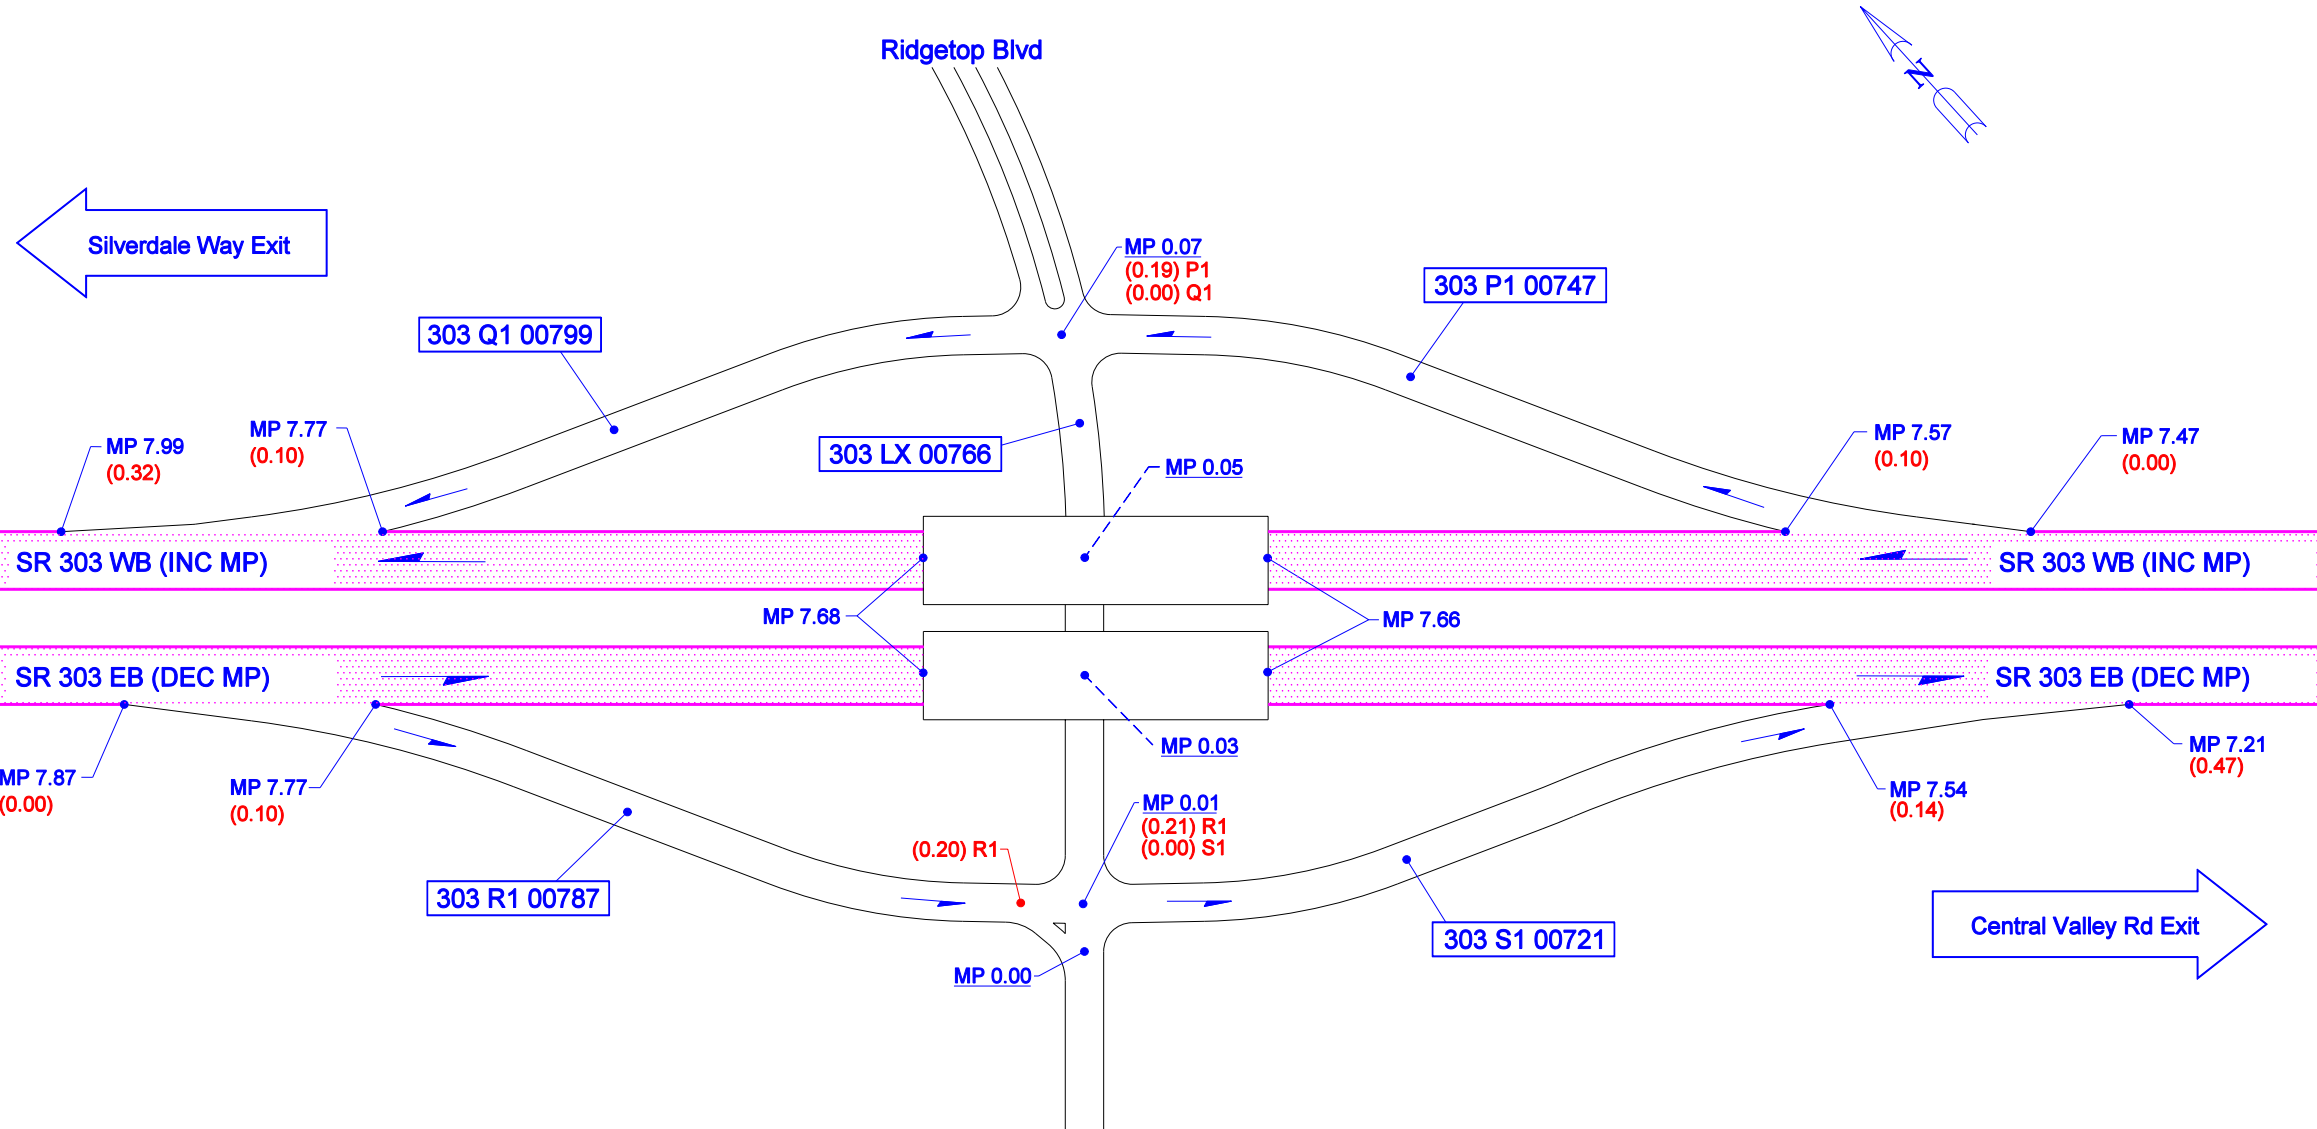 Ridgetop Blvd
N
Silverdale Way Exit
MP 0.07
(0.19) P1
(0.00) Q1
303 P1 00747
303 Q1 00799
MP 7.99
(0.32)
MP 7.77
(0.10)
303 LX 00766
MP 0.05
MP 7.57
(0.10)
MP 7.47
(0.00)
SR 303 WB (INC MP)
SR 303 WB (INC MP)
MP 7.68
MP 7.66
SR 303 EB (DEC MP)
SR 303 EB (DEC MP)
MP 0.03
MP 7.87
(0.00)
MP 7.77
(0.10)
MP 0.01
(0.21) R1
(0.00) S1
(0.20) R1
MP 7.54
(0.14)
MP 7.21
(0.47)
303 R1 00787
303 S1 00721
Central Valley Rd Exit
MP 0.00